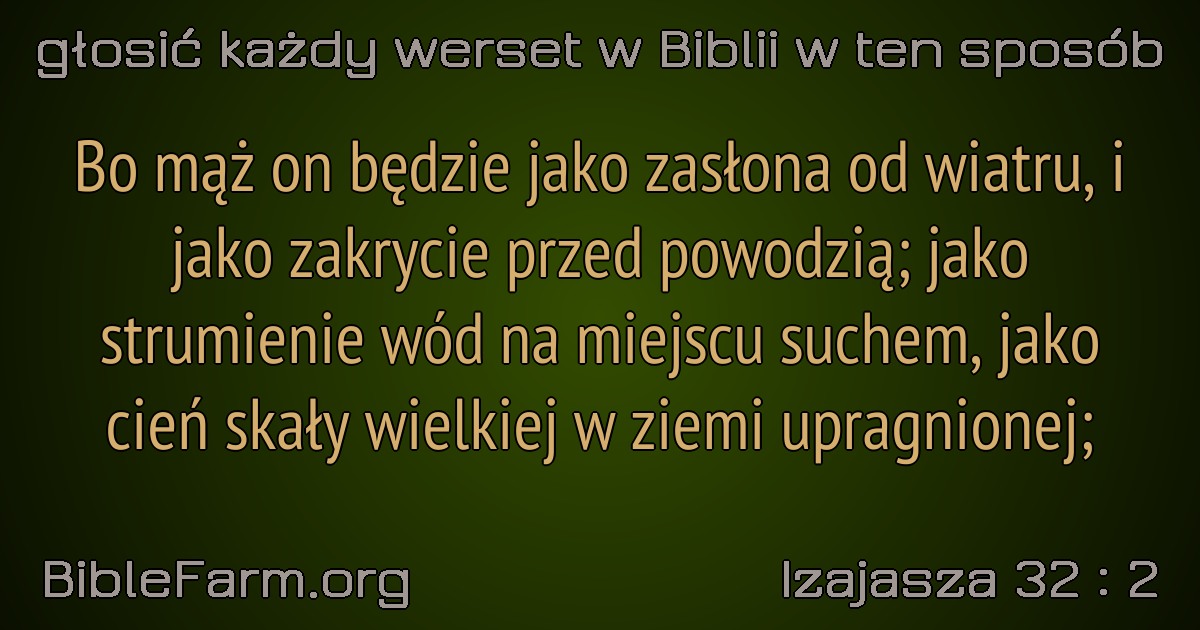 głosić każdy werset w Biblii w ten sposób
Bo mąż on będzie jako zasłona od wiatru, i
jako zakrycie przed powodzią; jako
strumienie wód na miejscu suchem, jako
cień skały wielkiej w ziemi upragnionej;
BibleFarm.org
Izajasza 32 : 2